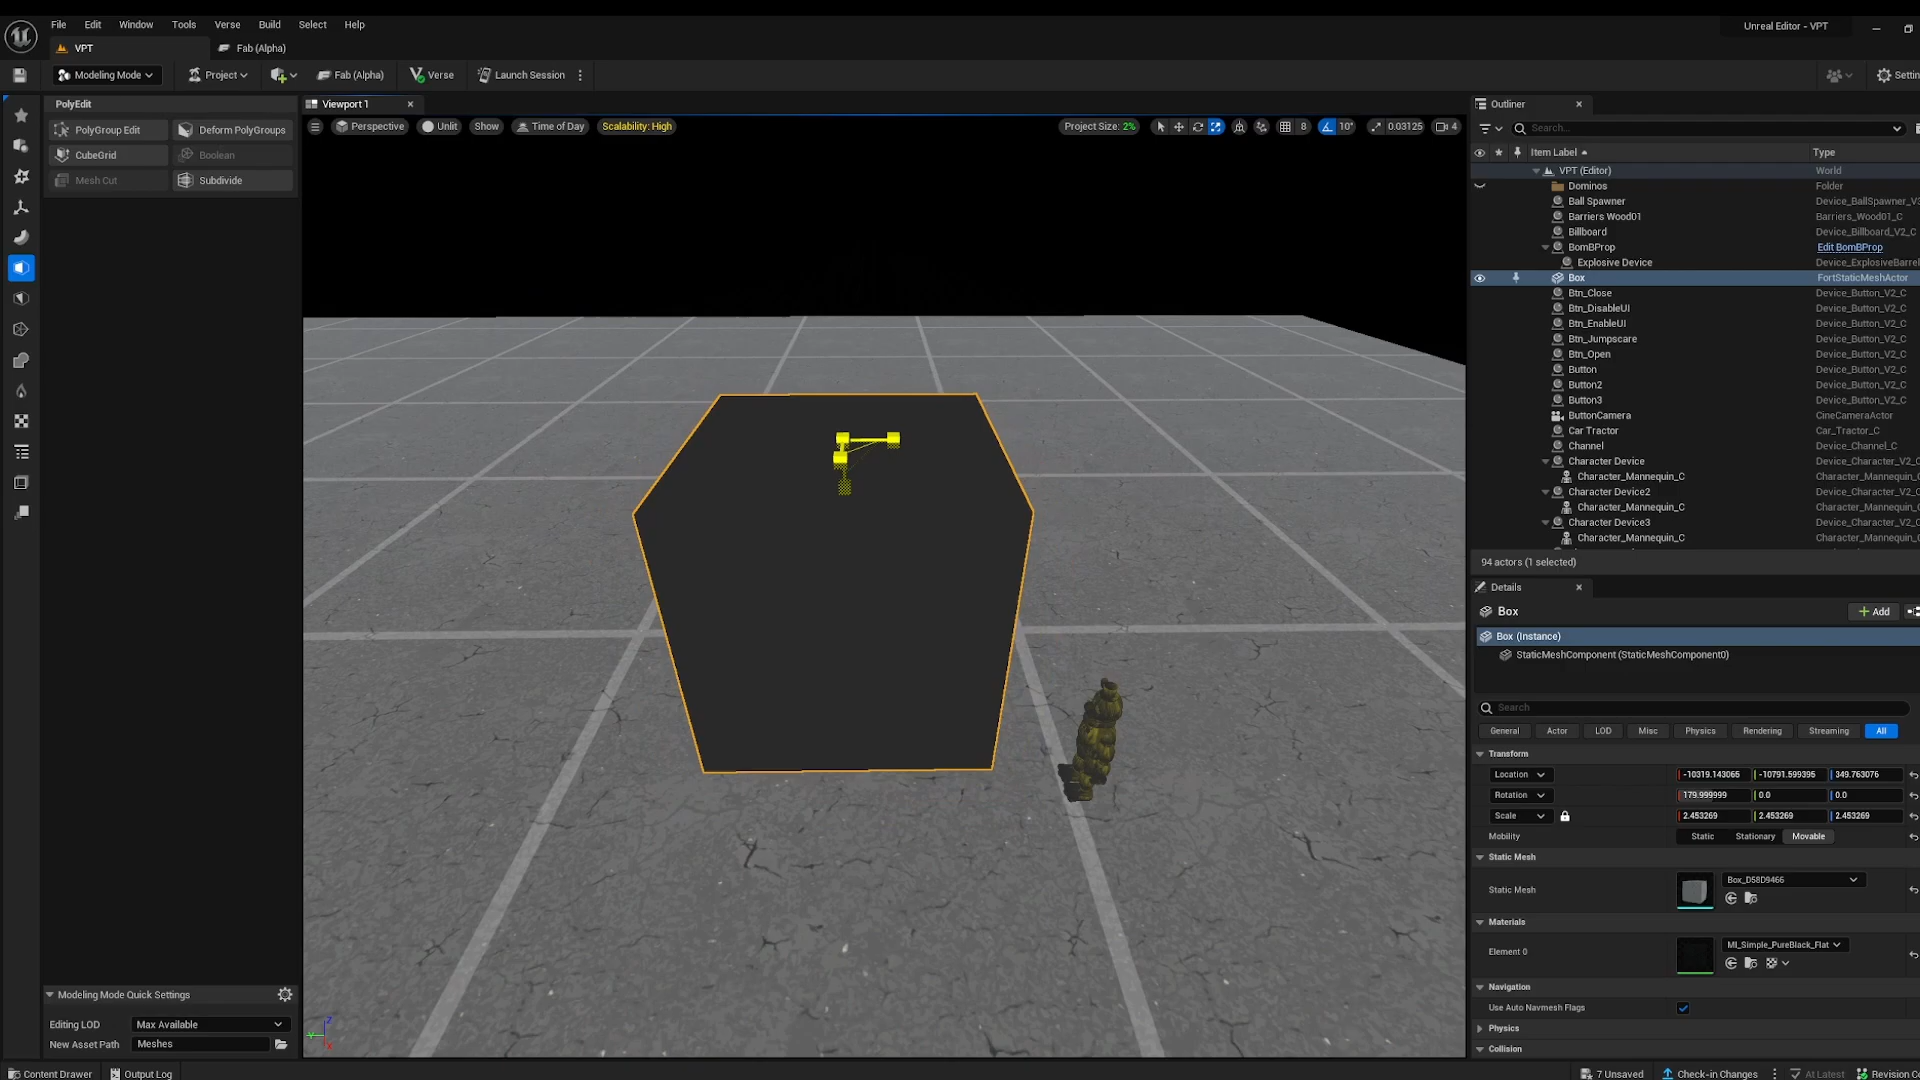 File Edit Window Tools Verse Build Select Help
Unreal Editor - VPT
VPT
Fab (Alpha)
Modeling Mode
Project
Fab (Alpha)
Verse
Launch Session
PolyEdit
PolyGroup Edit
Deform PolyGroups
CubeGrid
Boolean
Mesh Cut
Subdivide
Modeling Mode Quick Settings
Editing LOD
Max Available
New Asset Path
Meshes
Viewport 1
Perspective
Unlit
Show
Time of Day
Scalability: High
Project Size: 2%
8
10°
0.03125
4
Outliner
Search...
Item Label
Type
VPT (Editor) World
Dominos Folder
Ball Spawner Device_BallSpawner_V3
Barriers Wood01 Barriers_Wood01_C
Billboard Device_Billboard_V2_C
BomBProp Edit BomBProp
Explosive Device Device_ExplosiveBarrel
Box FortStaticMeshActor
Btn_Close Device_Button_V2_C
Btn_DisableUI Device_Button_V2_C
Btn_EnableUI Device_Button_V2_C
Btn_Jumpscare Device_Button_V2_C
Btn_Open Device_Button_V2_C
Button Device_Button_V2_C
Button2 Device_Button_V2_C
Button3 Device_Button_V2_C
ButtonCamera CineCameraActor
Car Tractor Car_Tractor_C
Channel Device_Channel_C
Character Device Device_Character_V2_C
Character_Mannequin_C Character_Mannequin_C
Character Device2 Device_Character_V2_C
Character_Mannequin_C Character_Mannequin_C
Character Device3 Device_Character_V2_C
Character_Mannequin_C Character_Mannequin_C
94 actors (1 selected)
Details
Box
Add
Box (Instance)
StaticMeshComponent (StaticMeshComponent0)
Search
General Actor LOD Misc Physics Rendering Streaming All
Transform
Location -10319.143065 -10791.599395 349.763076
Rotation 179.999999 0.0 0.0
Scale 2.453269 2.453269 2.453269
Mobility Static Stationary Movable
Static Mesh
Static Mesh Box_D58D9466
Materials
Element 0 MI_Simple_PureBlack_Flat
Navigation
Use Auto Navmesh Flags
Physics
Collision
Content Drawer
Output Log
7 Unsaved
Check-in Changes
At Latest
Revision